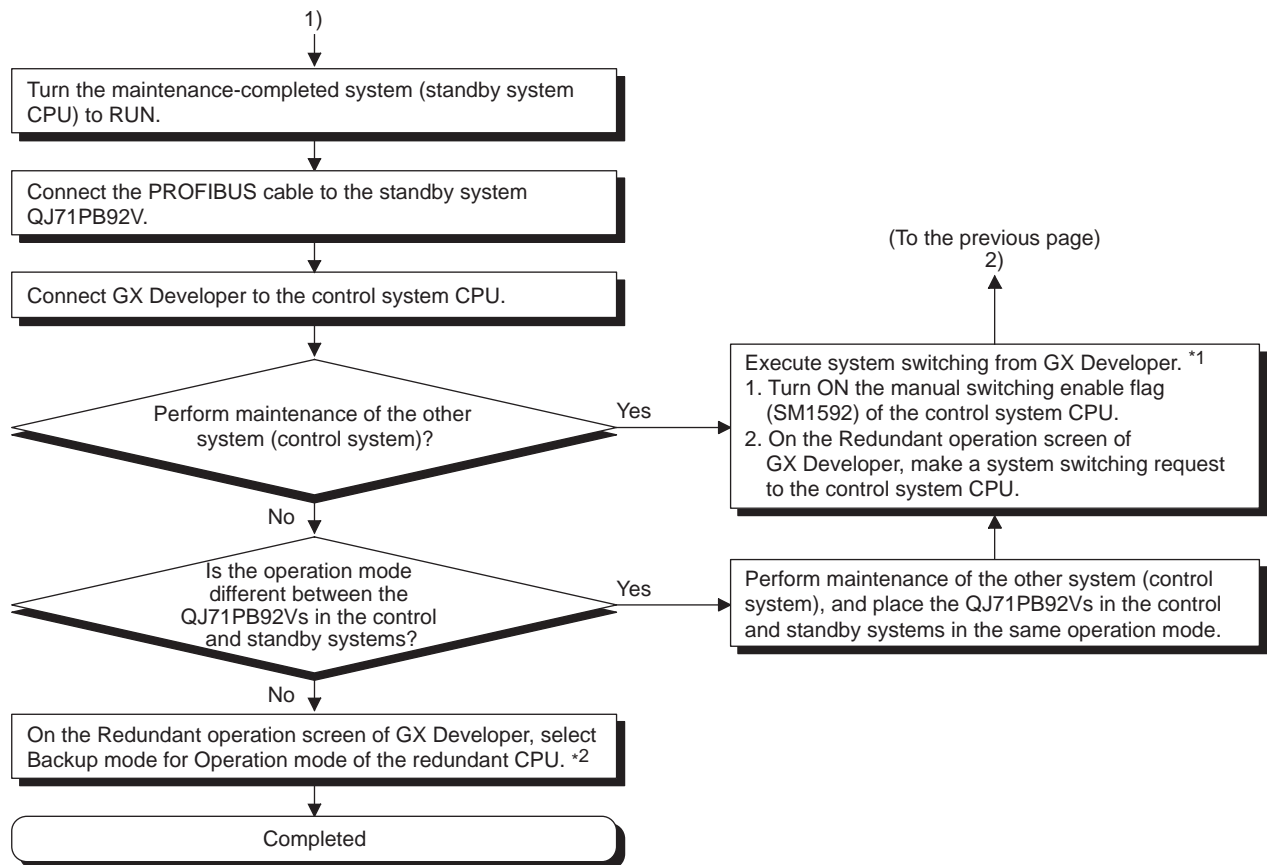 1)
Turn the maintenance-completed system (standby system
CPU) to RUN.
Connect the PROFIBUS cable to the standby system
QJ71PB92V.
Connect GX Developer to the control system CPU.
Perform maintenance of the other
system (control system)?
Yes
No
(To the previous page)
2)
Execute system switching from GX Developer. *1
1. Turn ON the manual switching enable flag
(SM1592) of the control system CPU.
2. On the Redundant operation screen of
GX Developer, make a system switching request
to the control system CPU.
Is the operation mode
different between the
QJ71PB92Vs in the control
and standby systems?
Yes
No
Perform maintenance of the other system (control
system), and place the QJ71PB92Vs in the control
and standby systems in the same operation mode.
On the Redundant operation screen of GX Developer, select
Backup mode for Operation mode of the redundant CPU. *2
Completed